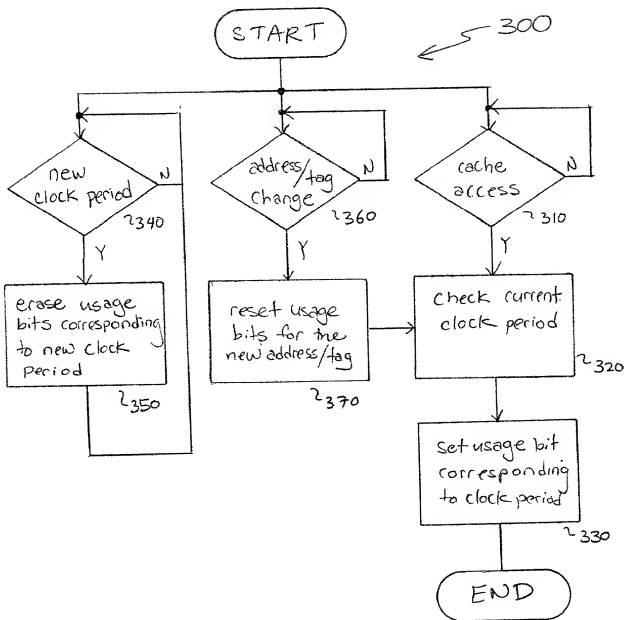 START
300
new
clock period
N
340
Y
erase usage
bits corresponding
to new clock
period
350
address/tag
change
N
360
Y
reset usage
bits for the
new address/tag
370
cache
access
N
310
Y
check current
clock period
320
set usage bit
corresponding
to clock period
330
END